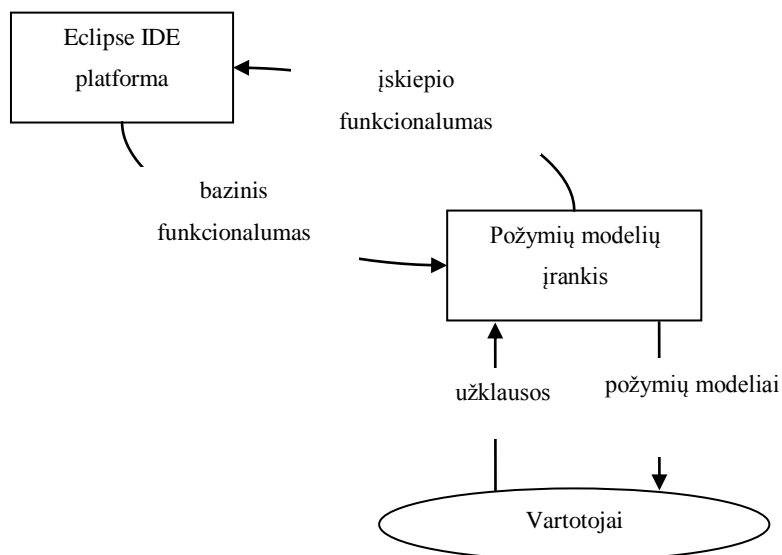 Eclipse IDE
platforma
įskiepio
funkcionalumas
bazinis
funkcionalumas
Požymių modelių
įrankis
užklausos
požymių modeliai
Vartotojai